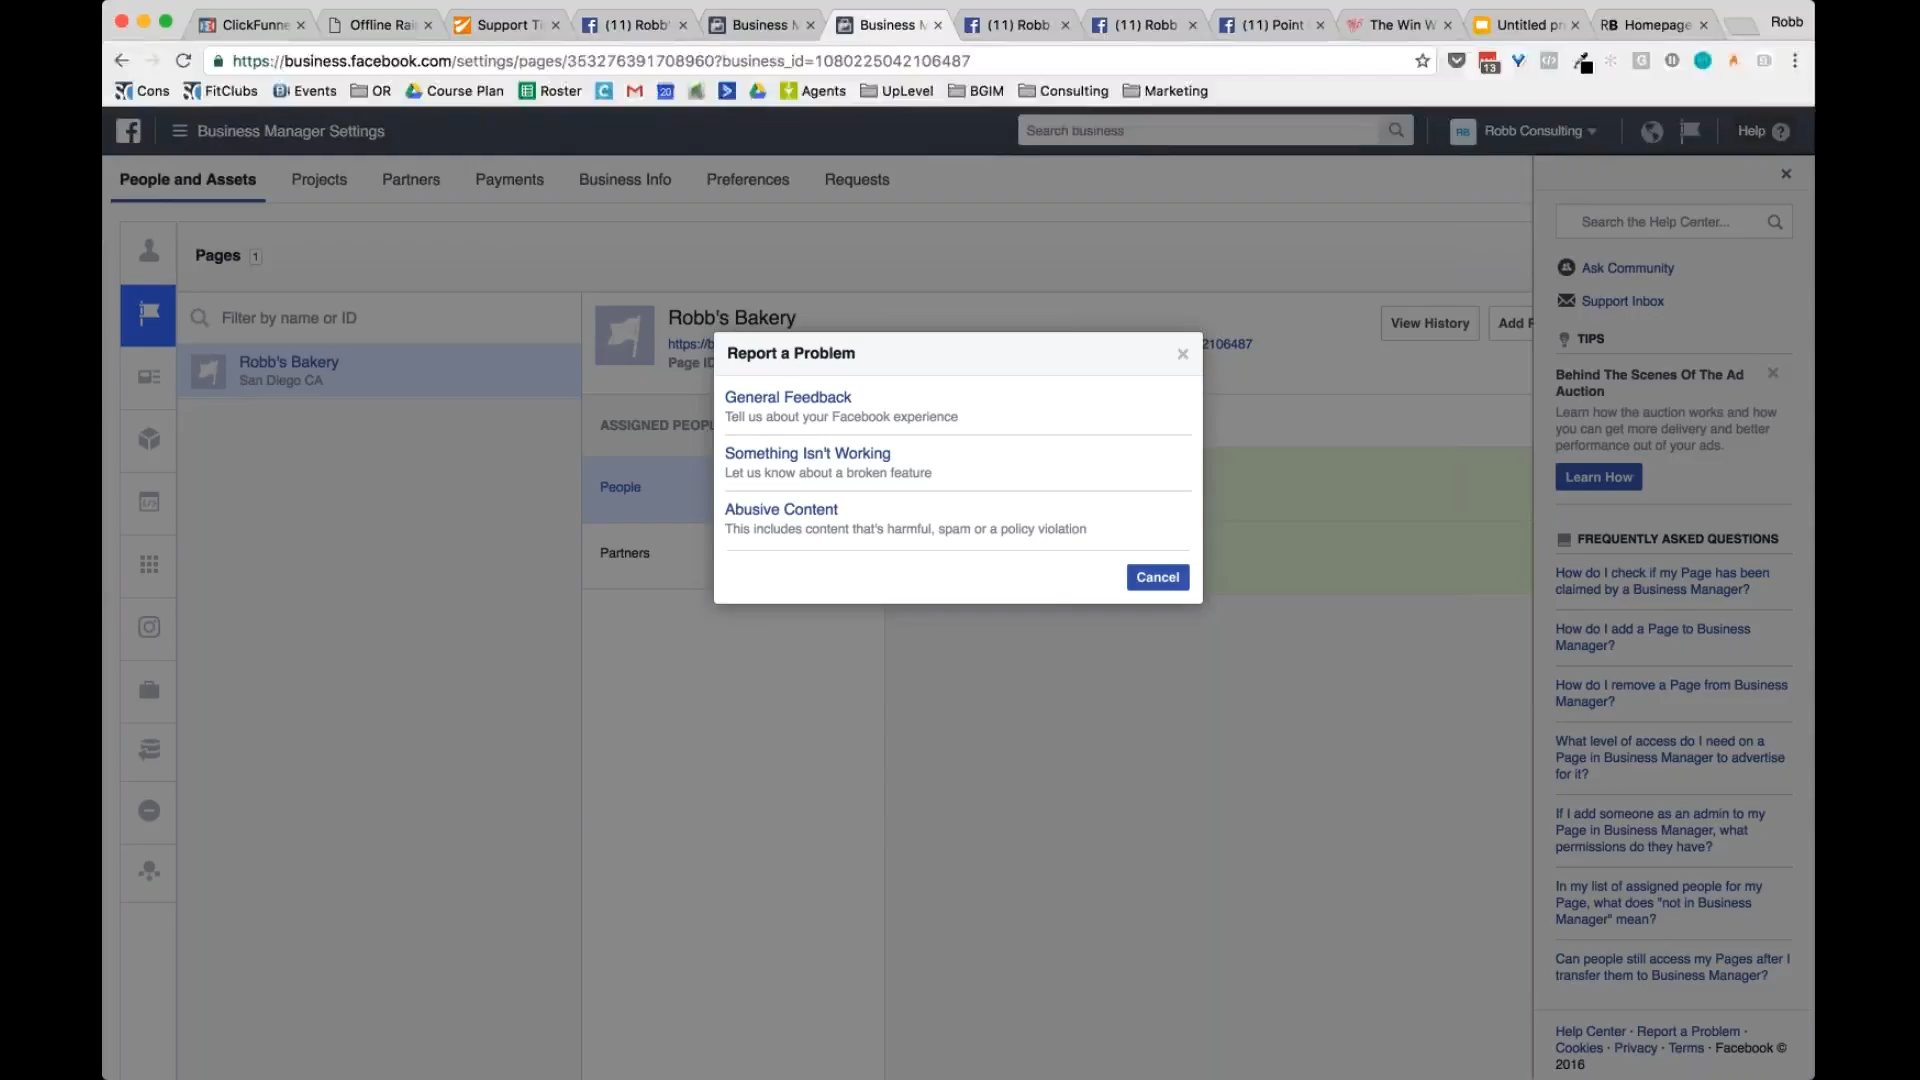 ClickFunne
Offline Rai
Support Ti
(11) Robb'
Business M
Business M
(11) Robb
(11) Robb
(11) Point
The Win W
Untitled pr
RB Homepage
Robb
https://business.facebook.com/settings/pages/353276391708960?business_id=1080225042106487
13
Cons
FitClubs
Events
OR
Course Plan
Roster
20
Agents
UpLevel
BGIM
Consulting
Marketing
Business Manager Settings
Search business
RB
Robb Consulting
Help
People and Assets
Projects
Partners
Payments
Business Info
Preferences
Requests
Pages 1
Filter by name or ID
Robb's Bakery
San Diego CA
Robb's Bakery
https://b
2106487
Page ID
View History
Add P
ASSIGNED PEOPL
People
Partners
Report a Problem
General Feedback
Tell us about your Facebook experience
Something Isn't Working
Let us know about a broken feature
Abusive Content
This includes content that's harmful, spam or a policy violation
Cancel
Search the Help Center...
Ask Community
Support Inbox
TIPS
Behind The Scenes Of The Ad
Auction
Learn how the auction works and how
you can get more delivery and better
performance out of your ads.
Learn How
FREQUENTLY ASKED QUESTIONS
How do I check if my Page has been
claimed by a Business Manager?
How do I add a Page to Business
Manager?
How do I remove a Page from Business
Manager?
What level of access do I need on a
Page in Business Manager to advertise
for it?
If I add someone as an admin to my
Page in Business Manager, what
permissions do they have?
In my list of assigned people for my
Page, what does "not in Business
Manager" mean?
Can people still access my Pages after I
transfer them to Business Manager?
Help Center · Report a Problem ·
Cookies · Privacy · Terms · Facebook ©
2016